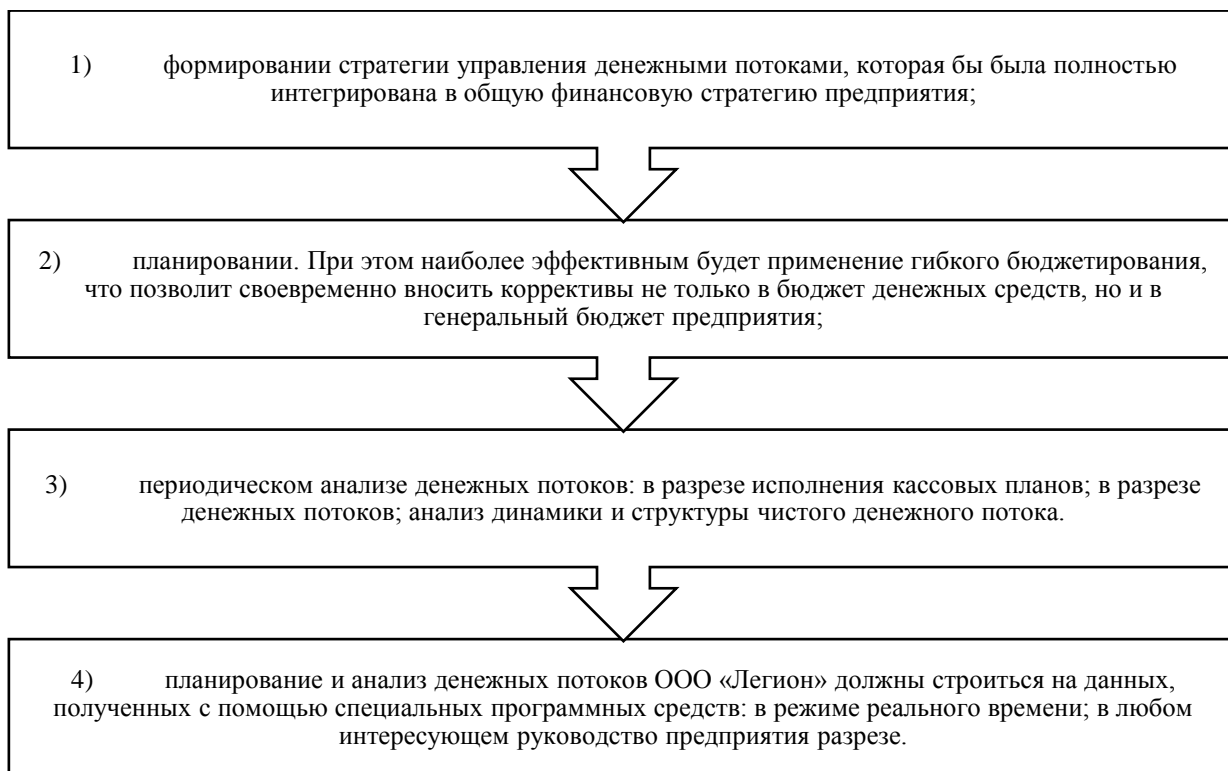 1) формировании стратегии управления денежными потоками, которая бы была полностью
интегрирована в общую финансовую стратегию предприятия;
2) планировании. При этом наиболее эффективным будет применение гибкого бюджетирования,
что позволит своевременно вносить коррективы не только в бюджет денежных средств, но и в
генеральный бюджет предприятия;
3) периодическом анализе денежных потоков: в разрезе исполнения кассовых планов; в разрезе
денежных потоков; анализ динамики и структуры чистого денежного потока.
4) планирование и анализ денежных потоков ООО «Легион» должны строиться на данных,
полученных с помощью специальных программных средств: в режиме реального времени; в любом
интересующем руководство предприятия разрезе.